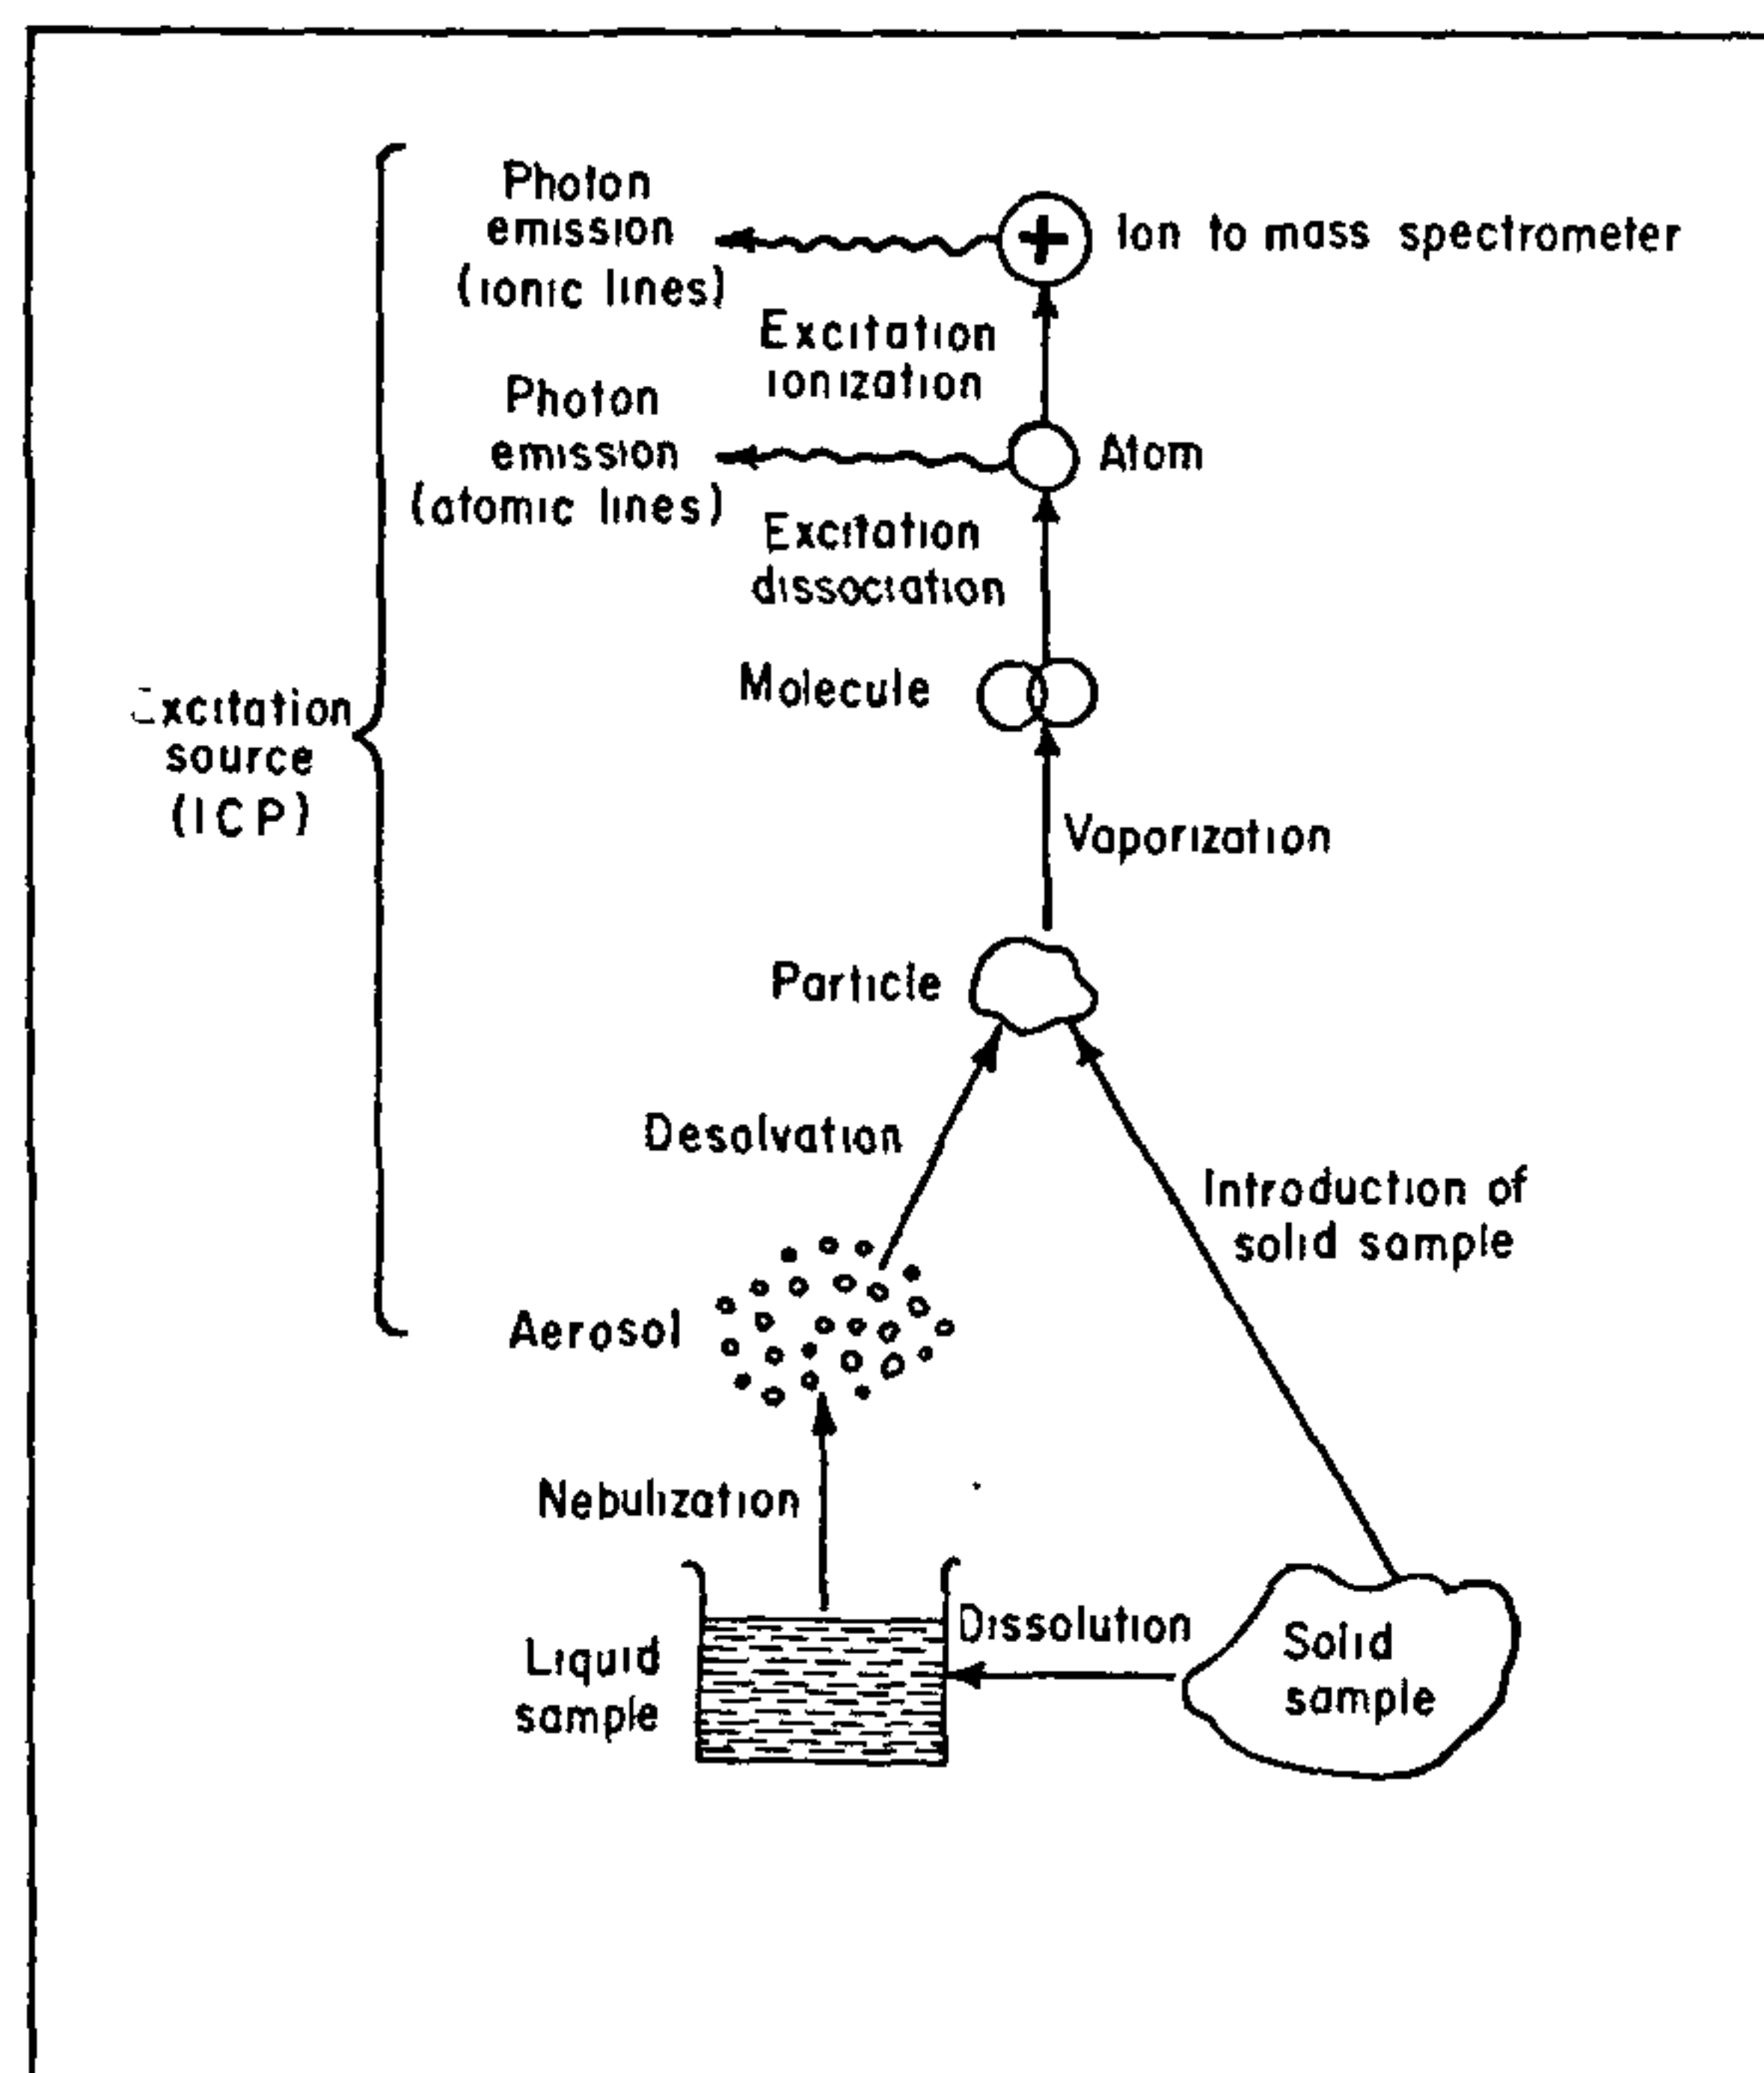 Photon
emission
(ionic lines)
Ion to mass spectrometer
Excitation
ionization
Photon
emission
(atomic lines)
Atom
Excitation
dissociation
Molecule
Excitation
source
(ICP)
Vaporization
Particle
Desolvation
Introduction of
solid sample
Aerosol
Nebulization
Dissolution
Liquid
sample
Solid
sample